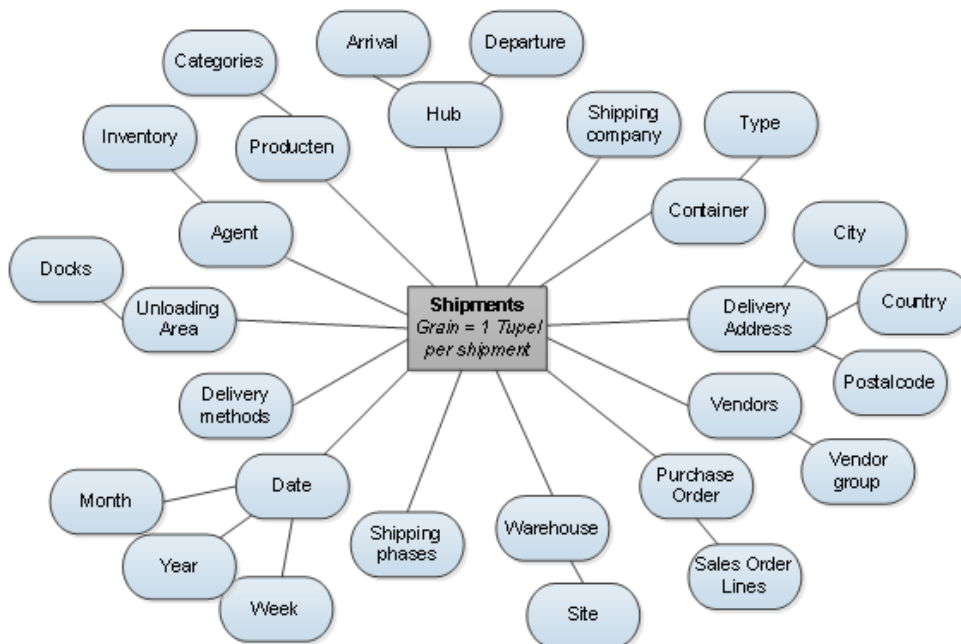 Arrival
Departure
Categories
Hub
Shipping
company
Type
Inventory
Producten
Container
Agent
City
Docks
Unloading
Area
Shipments
Grain = 1 Tupel
per shipment
Delivery
Address
Country
Postalcode
Delivery
methods
Vendors
Vendor
group
Date
Purchase
Order
Month
Shipping
phases
Warehouse
Year
Sales Order
Lines
Week
Site